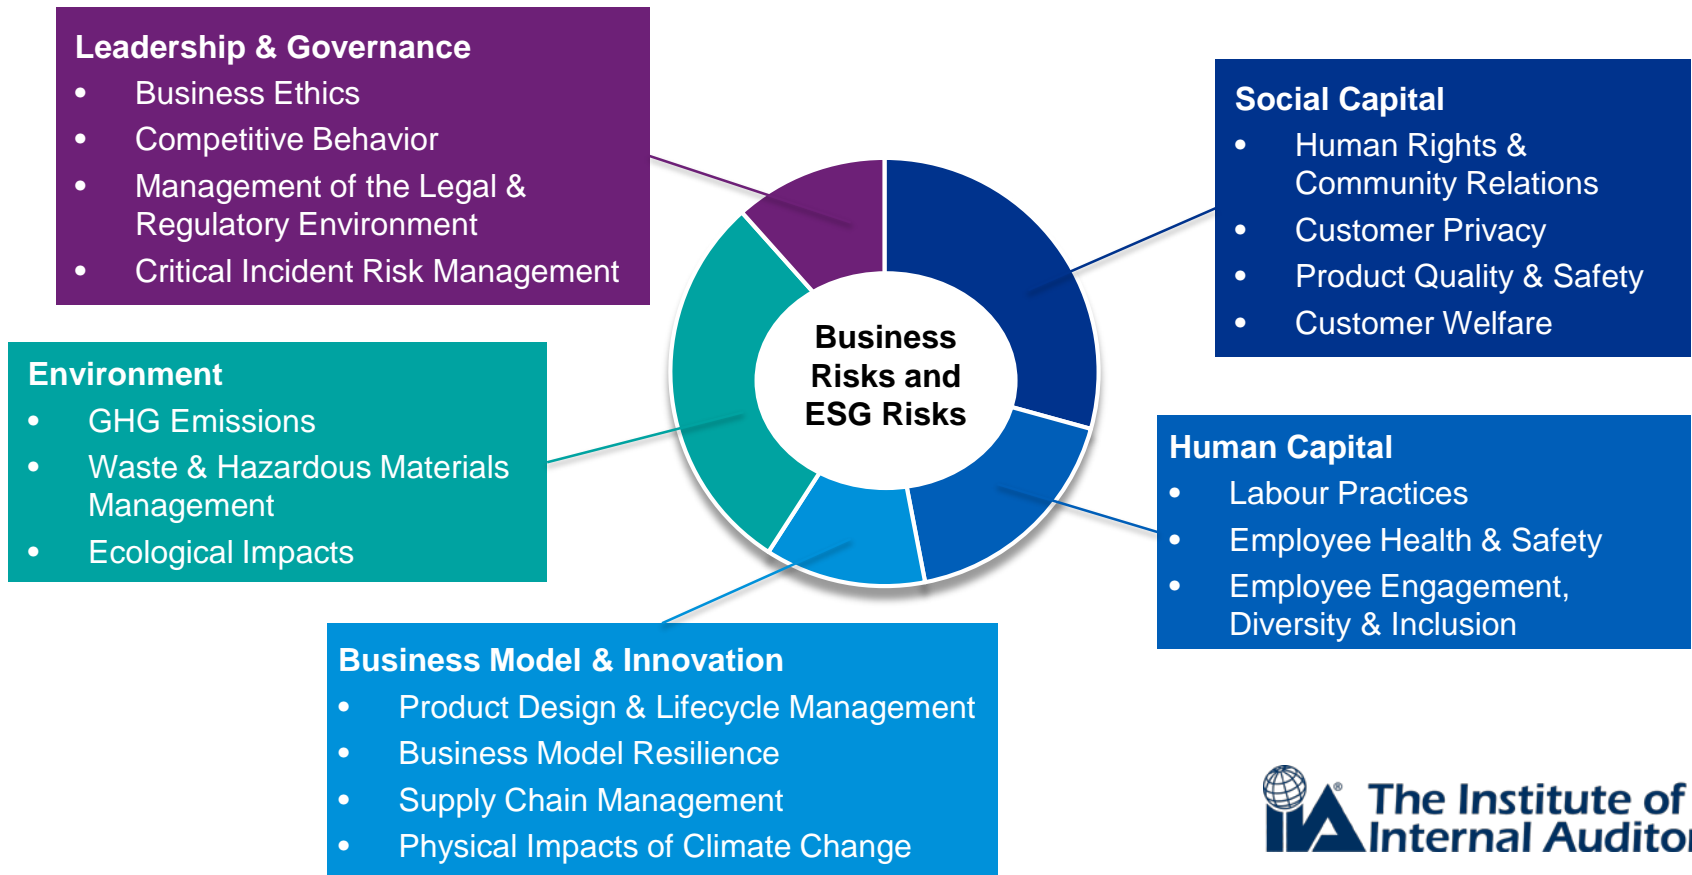 Leadership & Governance
• Business Ethics
• Competitive Behavior
• Management of the Legal &
Regulatory Environment
• Critical Incident Risk Management
Social Capital
• Human Rights &
Community Relations
• Customer Privacy
• Product Quality & Safety
• Customer Welfare
Business
Risks and
ESG Risks
Environment
• GHG Emissions
• Waste & Hazardous Materials
Management
• Ecological Impacts
Human Capital
• Labour Practices
• Employee Health & Safety
• Employee Engagement,
Diversity & Inclusion
Business Model & Innovation
• Product Design & Lifecycle Management
• Business Model Resilience
• Supply Chain Management
• Physical Impacts of Climate Change
IIA ® The Institute of
Internal Auditor